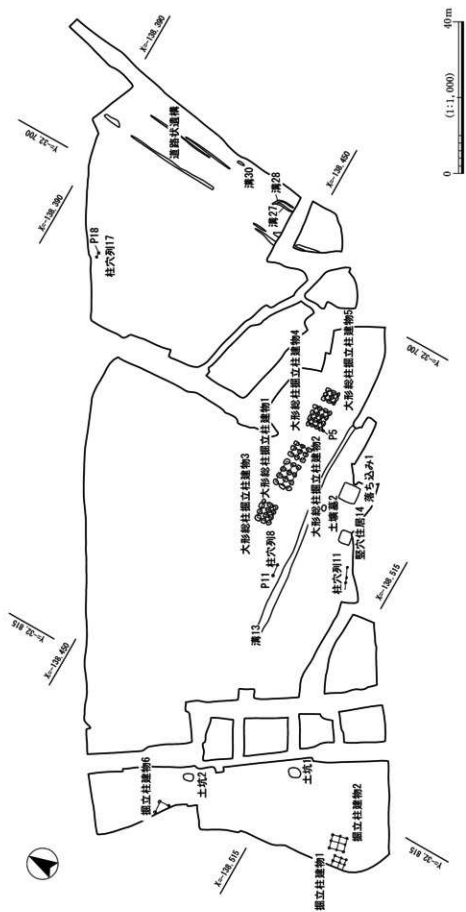 X=-138,390
Y=-32,700
X=-138,390
道路状遺構
P18
柱穴列17
溝30
溝28
溝27
X=-138,450
大形総柱掘立柱建物4
大形総柱掘立柱建物5
P5
大形総柱掘立柱建物1
大形総柱掘立柱建物2
大形総柱掘立柱建物3
Y=-32,700
柱穴列8
P11
溝13
土壙墓2
落ち込み1
竪穴住居14
柱穴列11
X=-138,515
Y=-32,815
X=-138,450
掘立柱建物6
土坑2
土坑1
X=-138,515
掘立柱建物1
掘立柱建物2
Y=-32,815
0 (1:1,000) 40m